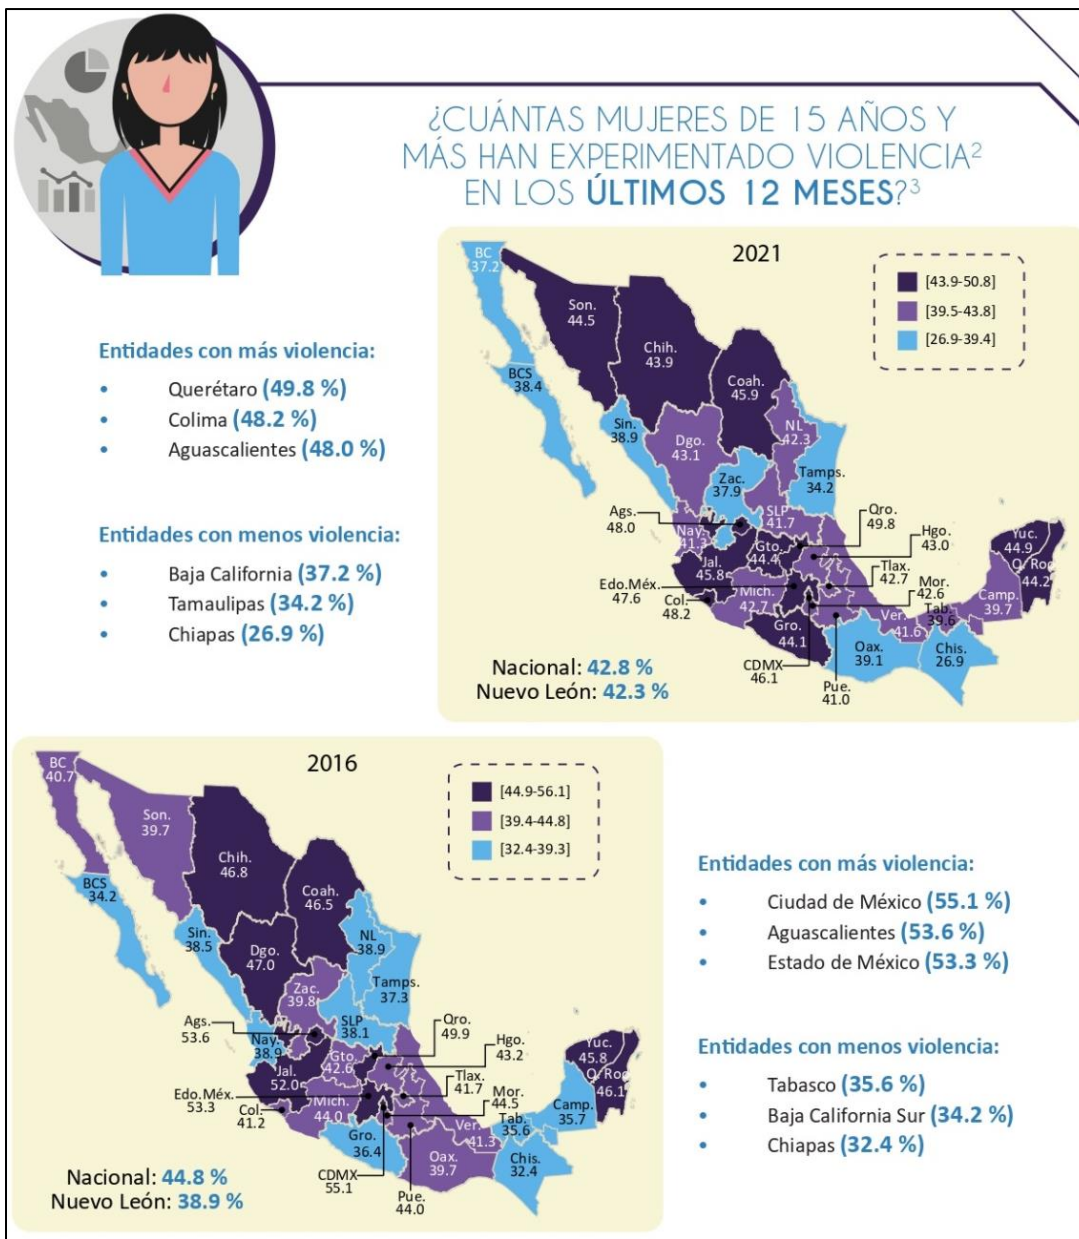 ¿CUÁNTAS MUJERES DE 15 AÑOS Y
MÁS HAN EXPERIMENTADO VIOLENCIA²
EN LOS ÚLTIMOS 12 MESES?³
Entidades con más violencia:
• Querétaro (49.8 %)
• Colima (48.2 %)
• Aguascalientes (48.0 %)
Entidades con menos violencia:
• Baja California (37.2 %)
• Tamaulipas (34.2 %)
• Chiapas (26.9 %)
2021
[43.9-50.8]
[39.5-43.8]
[26.9-39.4]
BC
37.2
Son.
44.5
Chih.
43.9
Coah.
45.9
BCS
38.4
Sin.
38.9
Dgo.
43.1
NL
42.3
Tamps.
34.2
Zac.
37.9
Ags.
48.0
SLP
41.7
Qro.
49.8
Nay.
41.3
Hgo.
43.0
Gto.
44.4
Jal.
45.8
Tlax.
42.7
Edo.Méx.
47.6
Mich.
42.7
Mor.
42.6
Col.
48.2
Yuc.
44.9
Q. Roo
44.2
Camp.
39.7
Tab.
39.6
Ver.
41.6
Gro.
44.1
CDMX
46.1
Pue.
41.0
Oax.
39.1
Chis.
26.9
Nacional: 42.8 %
Nuevo León: 42.3 %
2016
[44.9-56.1]
[39.4-44.8]
[32.4-39.3]
BC
40.7
Son.
39.7
Chih.
46.8
Coah.
46.5
BCS
34.2
Sin.
38.5
Dgo.
47.0
NL
38.9
Tamps.
37.3
Zac.
39.8
Ags.
53.6
SLP
38.1
Qro.
49.9
Nay.
38.9
Hgo.
43.2
Gto.
42.6
Jal.
52.0
Tlax.
41.7
Edo.Méx.
53.3
Mich.
44.0
Mor.
44.5
Col.
41.2
Yuc.
45.8
Q. Roo
46.1
Camp.
35.7
Tab.
35.6
Ver.
41.3
Gro.
36.4
CDMX
55.1
Pue.
44.0
Oax.
39.7
Chis.
32.4
Nacional: 44.8 %
Nuevo León: 38.9 %
Entidades con más violencia:
• Ciudad de México (55.1 %)
• Aguascalientes (53.6 %)
• Estado de México (53.3 %)
Entidades con menos violencia:
• Tabasco (35.6 %)
• Baja California Sur (34.2 %)
• Chiapas (32.4 %)